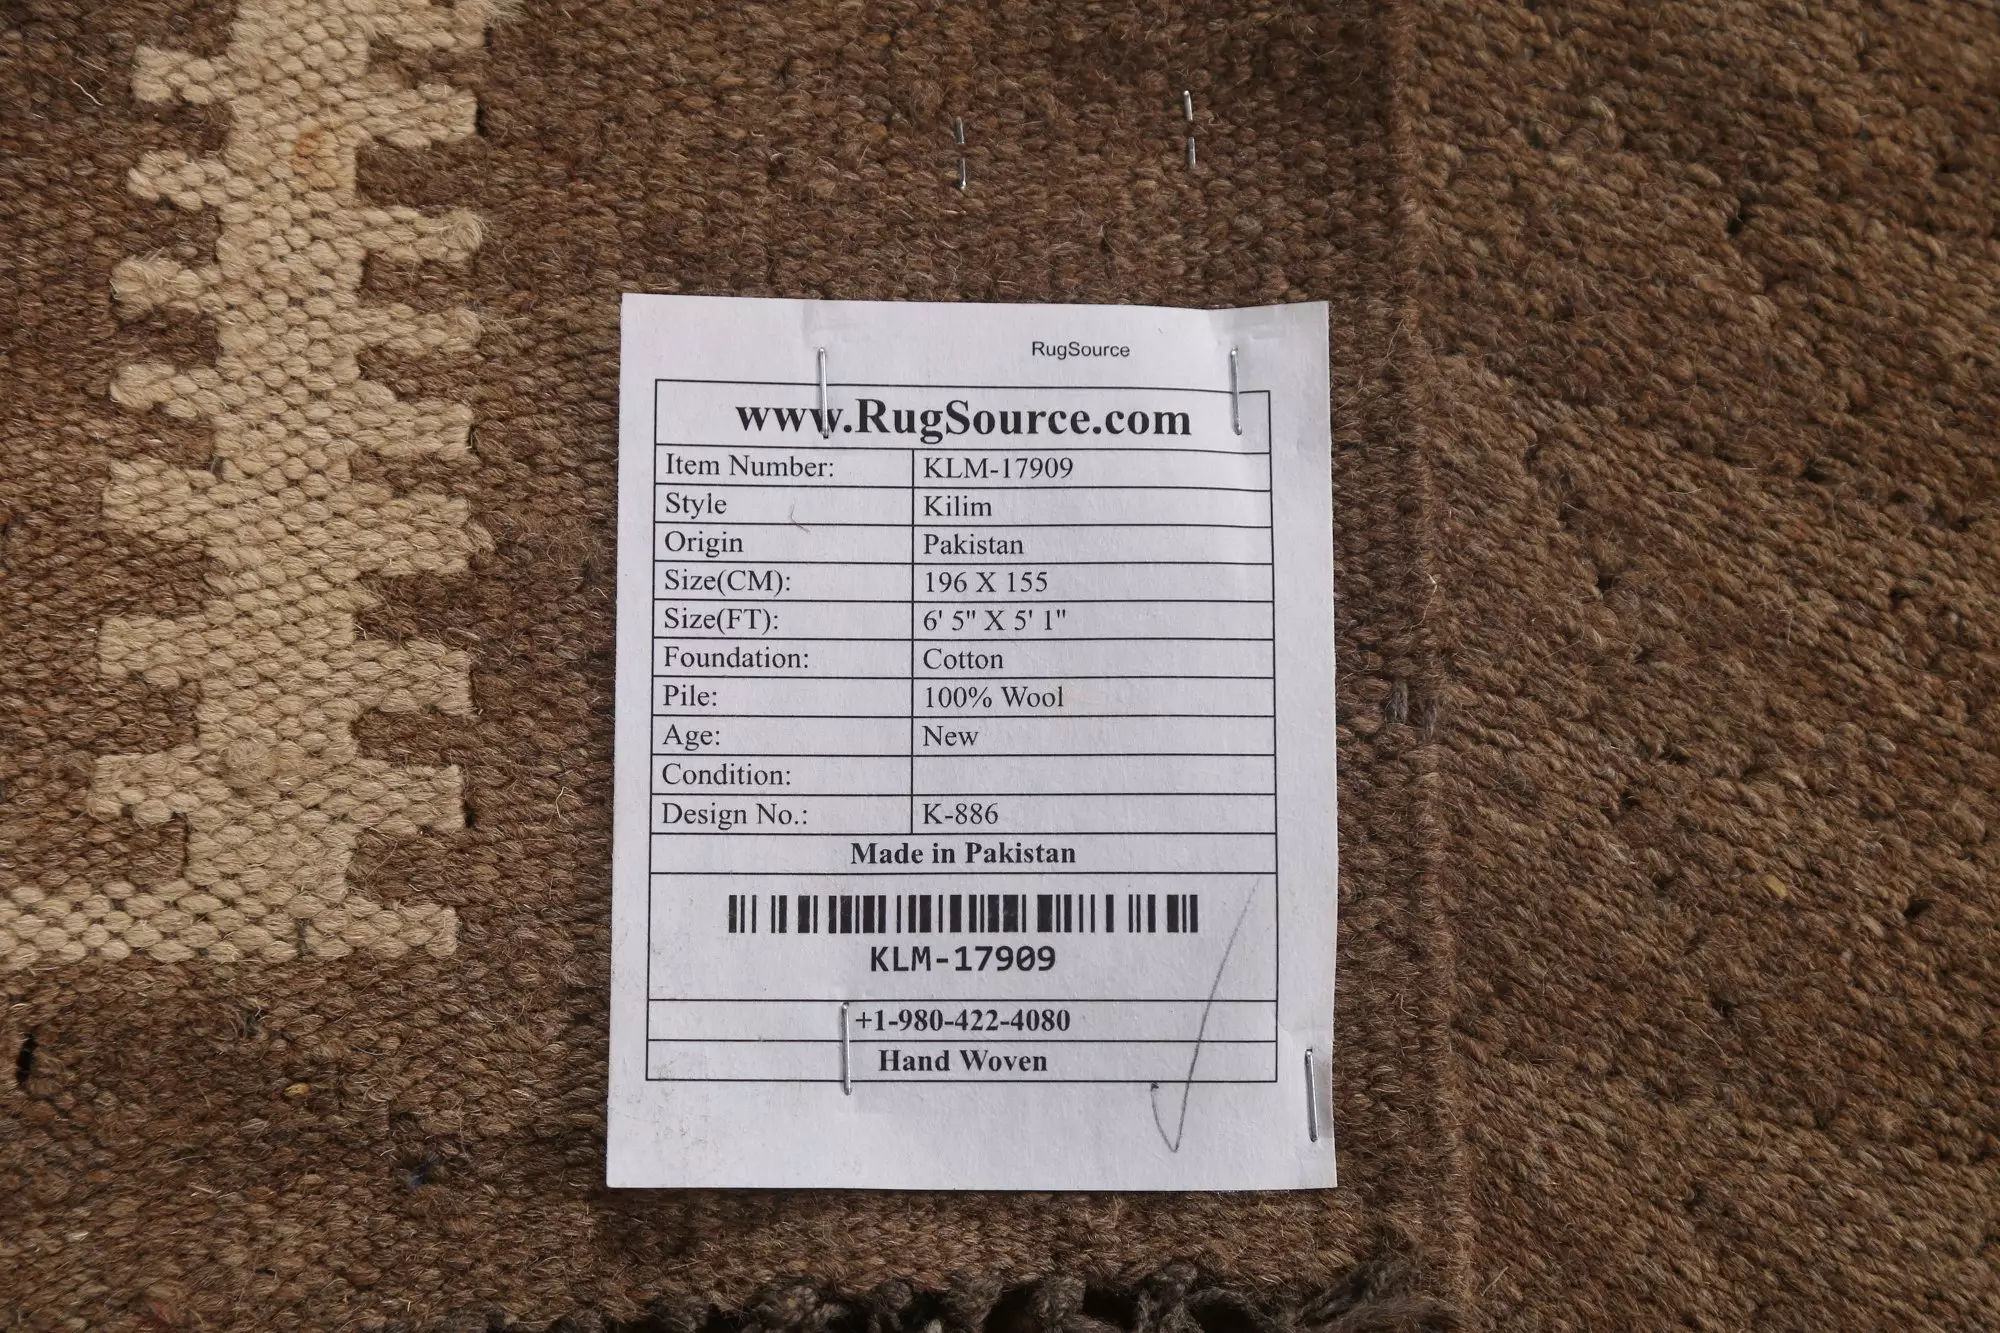 RugSource
www.RugSource.com
Item Number: KLM-17909
Style Kilim
Origin Pakistan
Size(CM): 196 X 155
Size(FT): 6' 5" X 5' 1"
Foundation: Cotton
Pile: 100% Wool
Age: New
Condition:
Design No.: K-886
Made in Pakistan
KLM-17909
+1-980-422-4080
Hand Woven